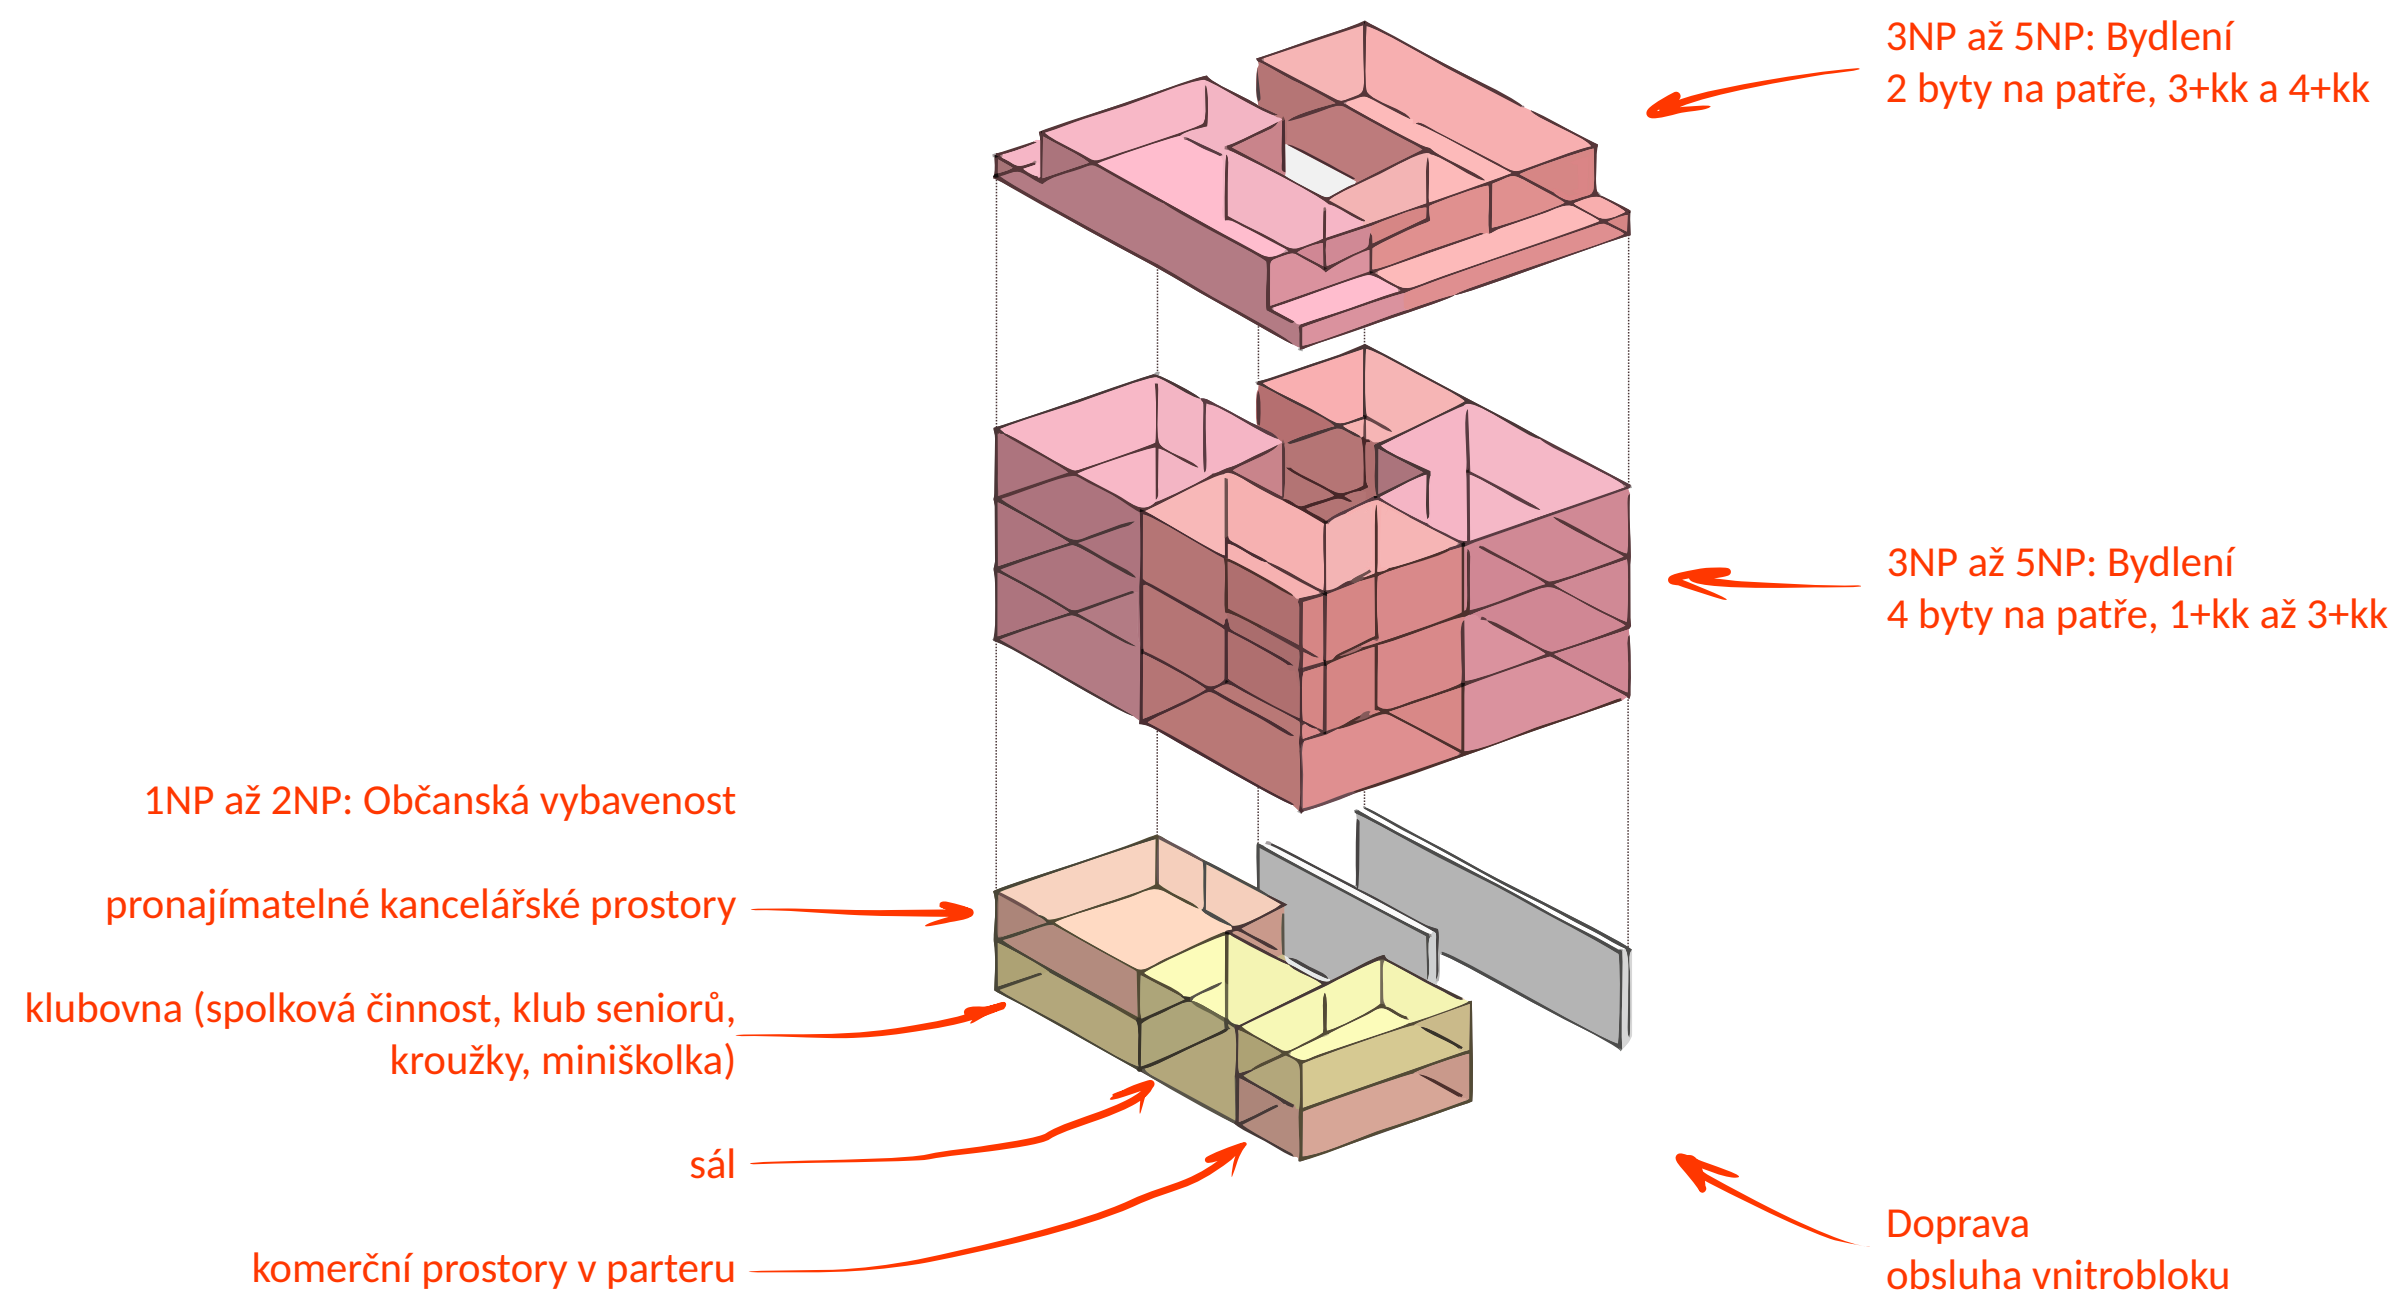 3NP až 5NP: Bydlení
2 byty na patře, 3+kk a 4+kk
3NP až 5NP: Bydlení
4 byty na patře, 1+kk až 3+kk
1NP až 2NP: Občanská vybavenost
pronajímatelné kancelářské prostory
klubovna (spolková činnost, klub seniorů,
kroužky, miniškolka)
sál
komerční prostory v parteru
Doprava
obsluha vnitrobloku